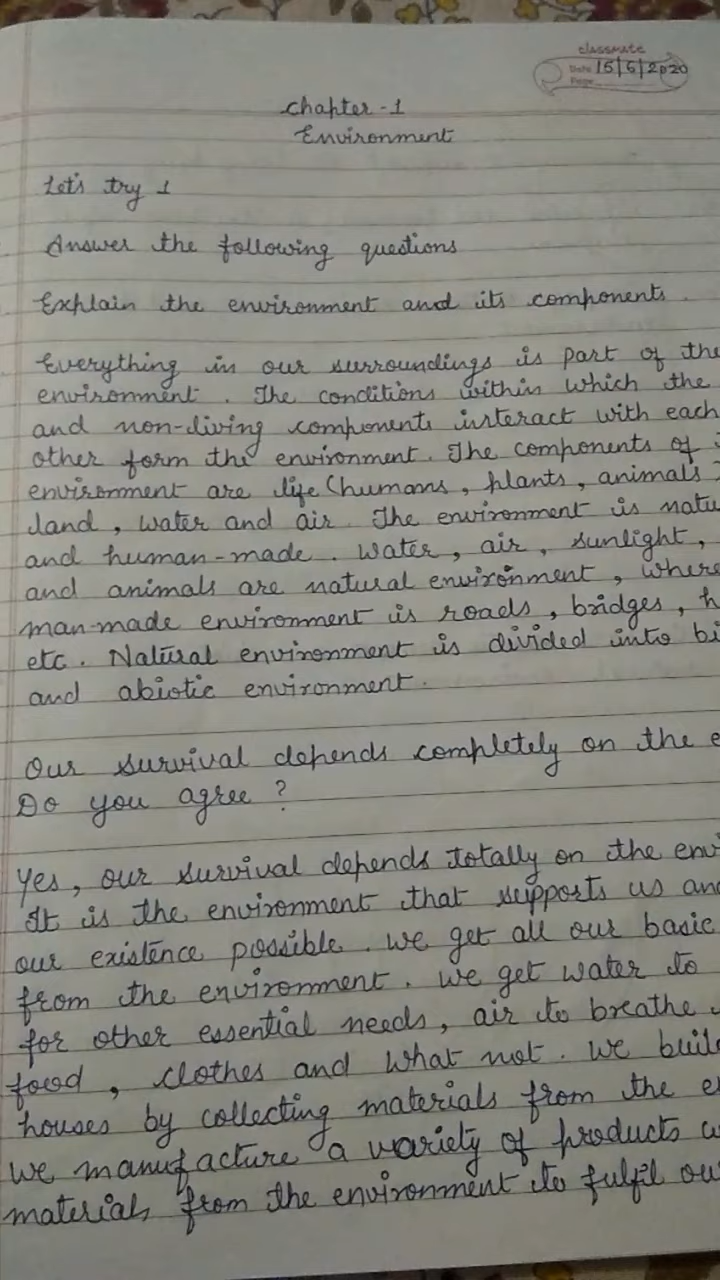 classmate
Date 15/5/2020
Page
Chapter-1
Environment
Let's try 1
Answer the following questions
Explain the environment and its components.
Everything in our surroundings is part of the
environment. The conditions within which the
and non-living components interact with each
other form the environment. The components of
environment are life (humans, plants, animals
land, water and air. The environment is natu
and human-made. Water, air, sunlight,
and animals are natural environment, where
man-made environment is roads, bridges, h
etc. Natural environment is divided into bi
and abiotic environment.
Our survival depends completely on the e
Do you agree?
Yes, our survival depends totally on the envi
It is the environment that supports us and
our existence possible. We get all our basic
from the environment. We get water to
for other essential needs, air to breathe
food, clothes and what not. We buil
houses by collecting materials from the e
We manufacture a variety of products u
materials from the environment to fulfil ou